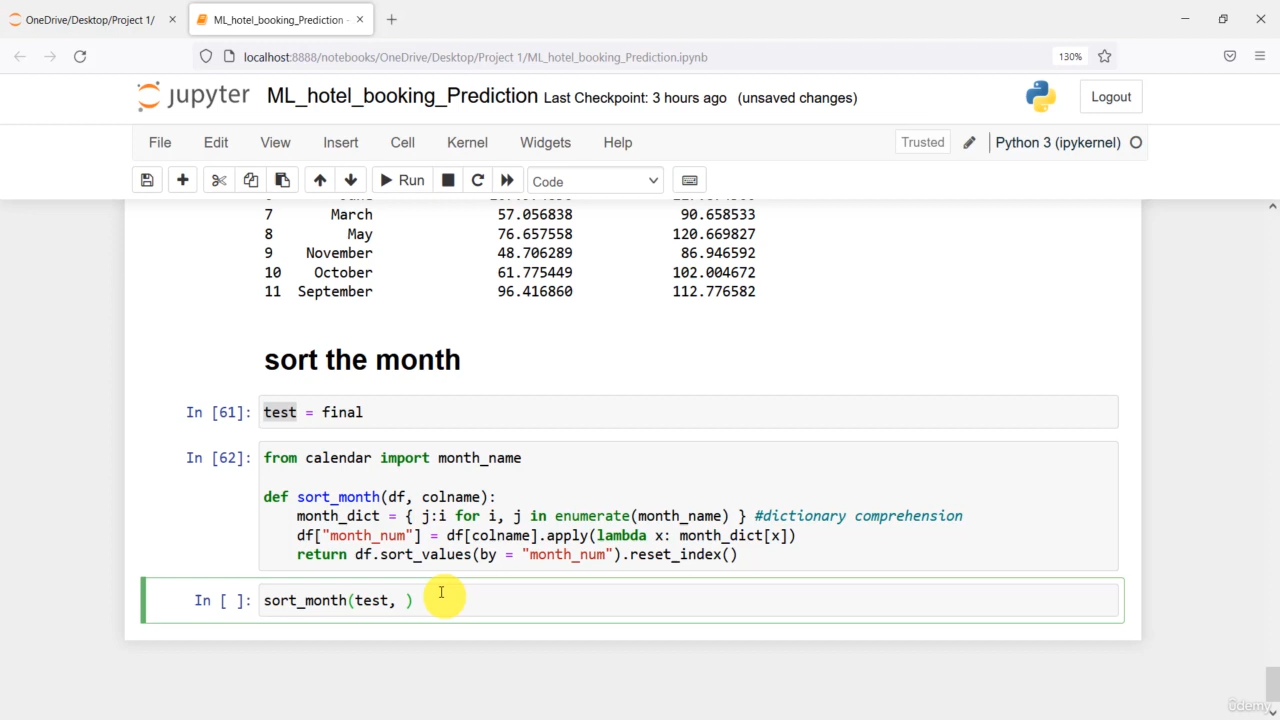 OneDrive/Desktop/Project 1/
ML_hotel_booking_Prediction -
localhost:8888/notebooks/OneDrive/Desktop/Project 1/ML_hotel_booking_Prediction.ipynb
130%
jupyter ML_hotel_booking_Prediction Last Checkpoint: 3 hours ago (unsaved changes)
Logout
File Edit View Insert Cell Kernel Widgets Help
Trusted
Python 3 (ipykernel)
Run
Code
7 March 57.056838 90.658533
8 May 76.657558 120.669827
9 November 48.706289 86.946592
10 October 61.775449 102.004672
11 September 96.416860 112.776582
sort the month
In [61]: test = final
In [62]: from calendar import month_name
def sort_month(df, colname):
month_dict = { j:i for i, j in enumerate(month_name) } #dictionary comprehension
df["month_num"] = df[colname].apply(lambda x: month_dict[x])
return df.sort_values(by = "month_num").reset_index()
In [ ]: sort_month(test, )
ûdemy